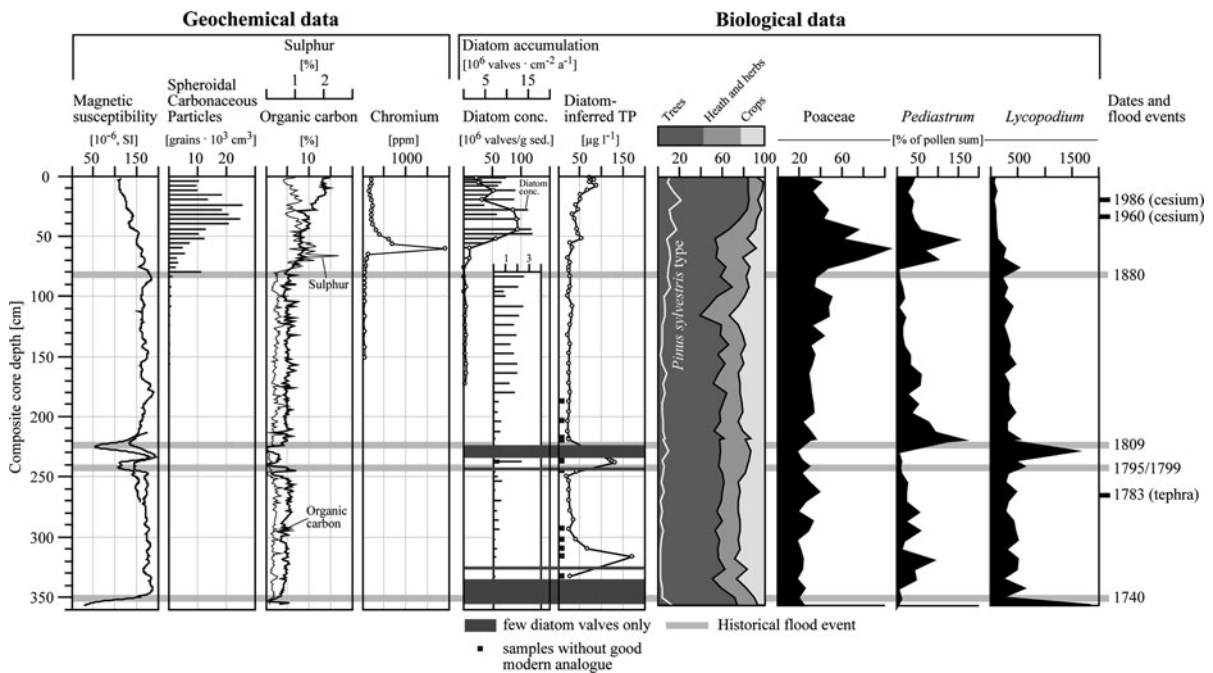 Geochemical data
Biological data
Sulphur
[%]
1 2
Diatom accumulation
[10⁶ valves · cm⁻² a⁻¹]
5 15
Magnetic
susceptibility
[10⁻⁶, SI]
50 150
Spheroidal
Carbonaceous
Particles
[grains · 10³ cm³]
10 20
Organic carbon
[%]
10
Chromium
[ppm]
1000
Diatom conc.
[10⁶ valves/g sed.]
50 100
Diatom-
inferred TP
[µg l⁻¹]
50 150
Trees
Heath and herbs
Crops
20 60 100
Poaceae
20 60
Pediastrum
[% of pollen sum]
50 150
Lycopodium
500 1500
Dates and
flood events
Composite core depth [cm]
0
50
100
150
200
250
300
350
Diatom
conc.
1 3
Sulphur
Organic
carbon
Pinus sylvestris type
1986 (cesium)
1960 (cesium)
1880
1809
1795/1799
1783 (tephra)
1740
few diatom valves only
Historical flood event
samples without good
modern analogue